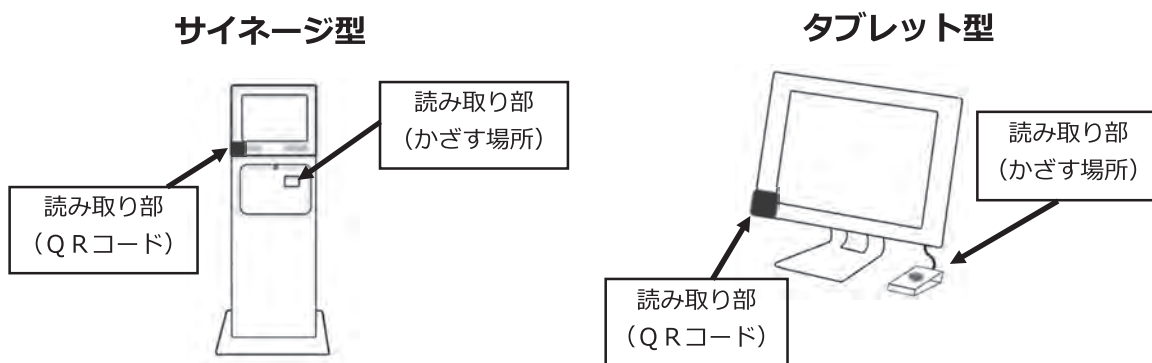 サイネージ型
読み取り部
（かざす場所）
読み取り部
（ＱＲコード）
タブレット型
読み取り部
（かざす場所）
読み取り部
（ＱＲコード）